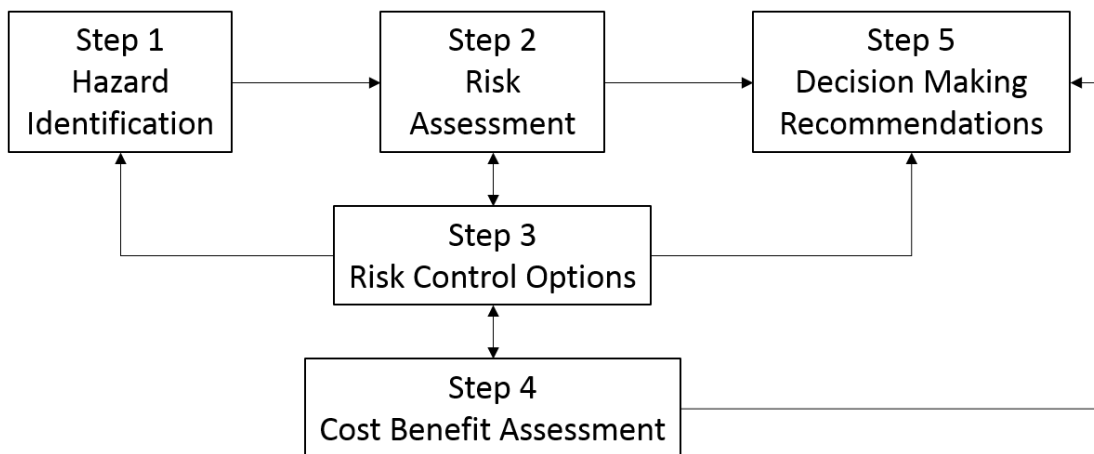 Step 1
Hazard
Identification
Step 2
Risk
Assessment
Step 5
Decision Making
Recommendations
Step 3
Risk Control Options
Step 4
Cost Benefit Assessment